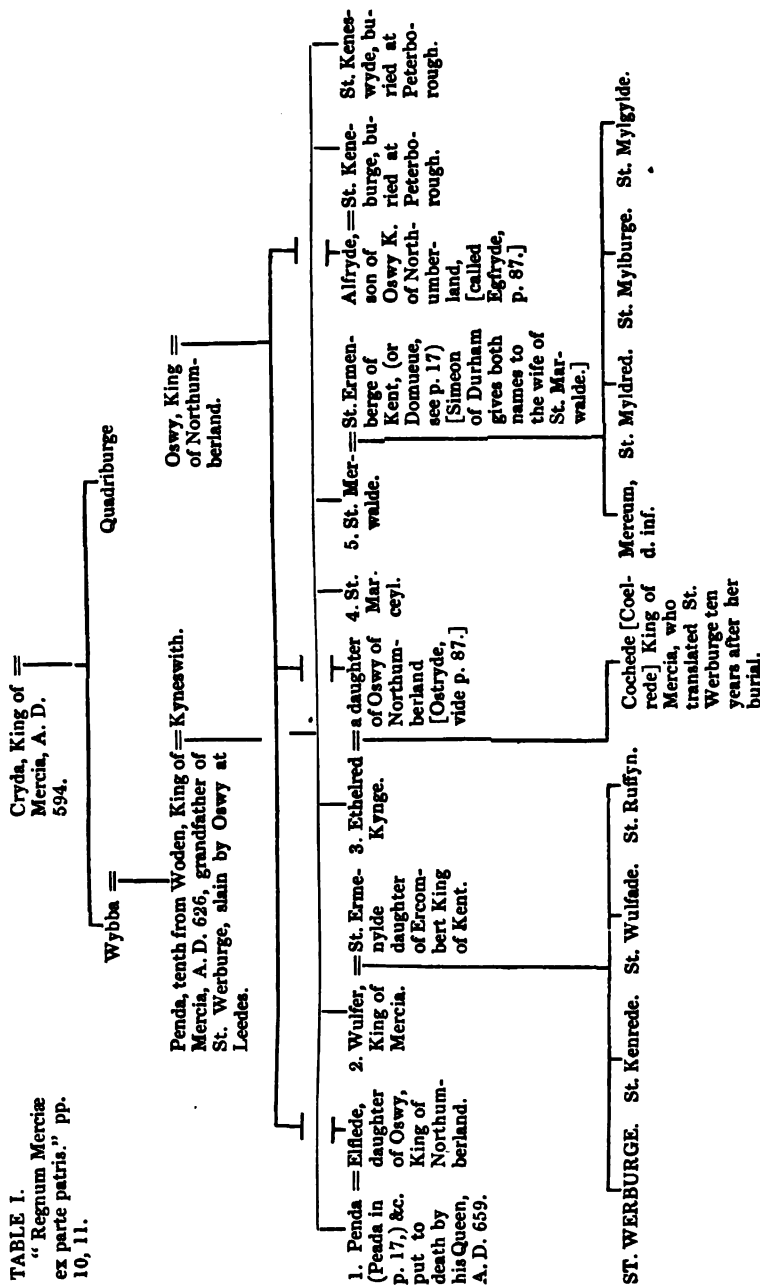 TABLE I.
“ Regnum Merciæ
ex parte patris.” pp.
10, 11.
Cryda, King of =
Mercia, A. D.
594.
Wybba =
Quadriburge
Penda, tenth from Woden, King of = Kyneswith.
Mercia, A. D. 626, grandfather of
St. Werburge, slain by Oswy at
Leedes.
Oswy, King =
of Northum-
berland.
1. Penda = Elflede,
(Peada in
p. 17,) &c.
put to
death by
his Queen,
A. D. 659.
daughter
of Oswy,
King of
Northum-
berland.
2. Wulfer, = St. Erme-
King of
Mercia.
nylde
daughter
of Ercom-
bert King
of Kent.
3. Ethelred = a daughter
Kynge.
of Oswy of
Northum-
berland
[Ostryde,
vide p. 87.]
4. St.
Mar-
ceyl.
5. St. Mer- = St. Ermen-
walde.
berge of
Kent, (or
Domueue,
see p. 17)
[Simeon
of Durham
gives both
names to
the wife of
St. Mar-
walde.]
Alfryde, = St. Kene-
son of
Oswy K.
of North-
umber-
land,
[called
Egfryde,
p. 87.]
burge, bu-
ried at
Peterbo-
rough.
St. Kenes-
wyde, bu-
ried at
Peterbo-
rough.
ST. WERBURGE. St. Kenrede. St. Wulfade. St. Ruffyn.
Cochede [Coel-
rede] King of
Mercia, who
translated St.
Werburge ten
years after her
burial.
Mereum,
d. inf.
St. Myldred. St. Mylburge. St. Mylgylde.